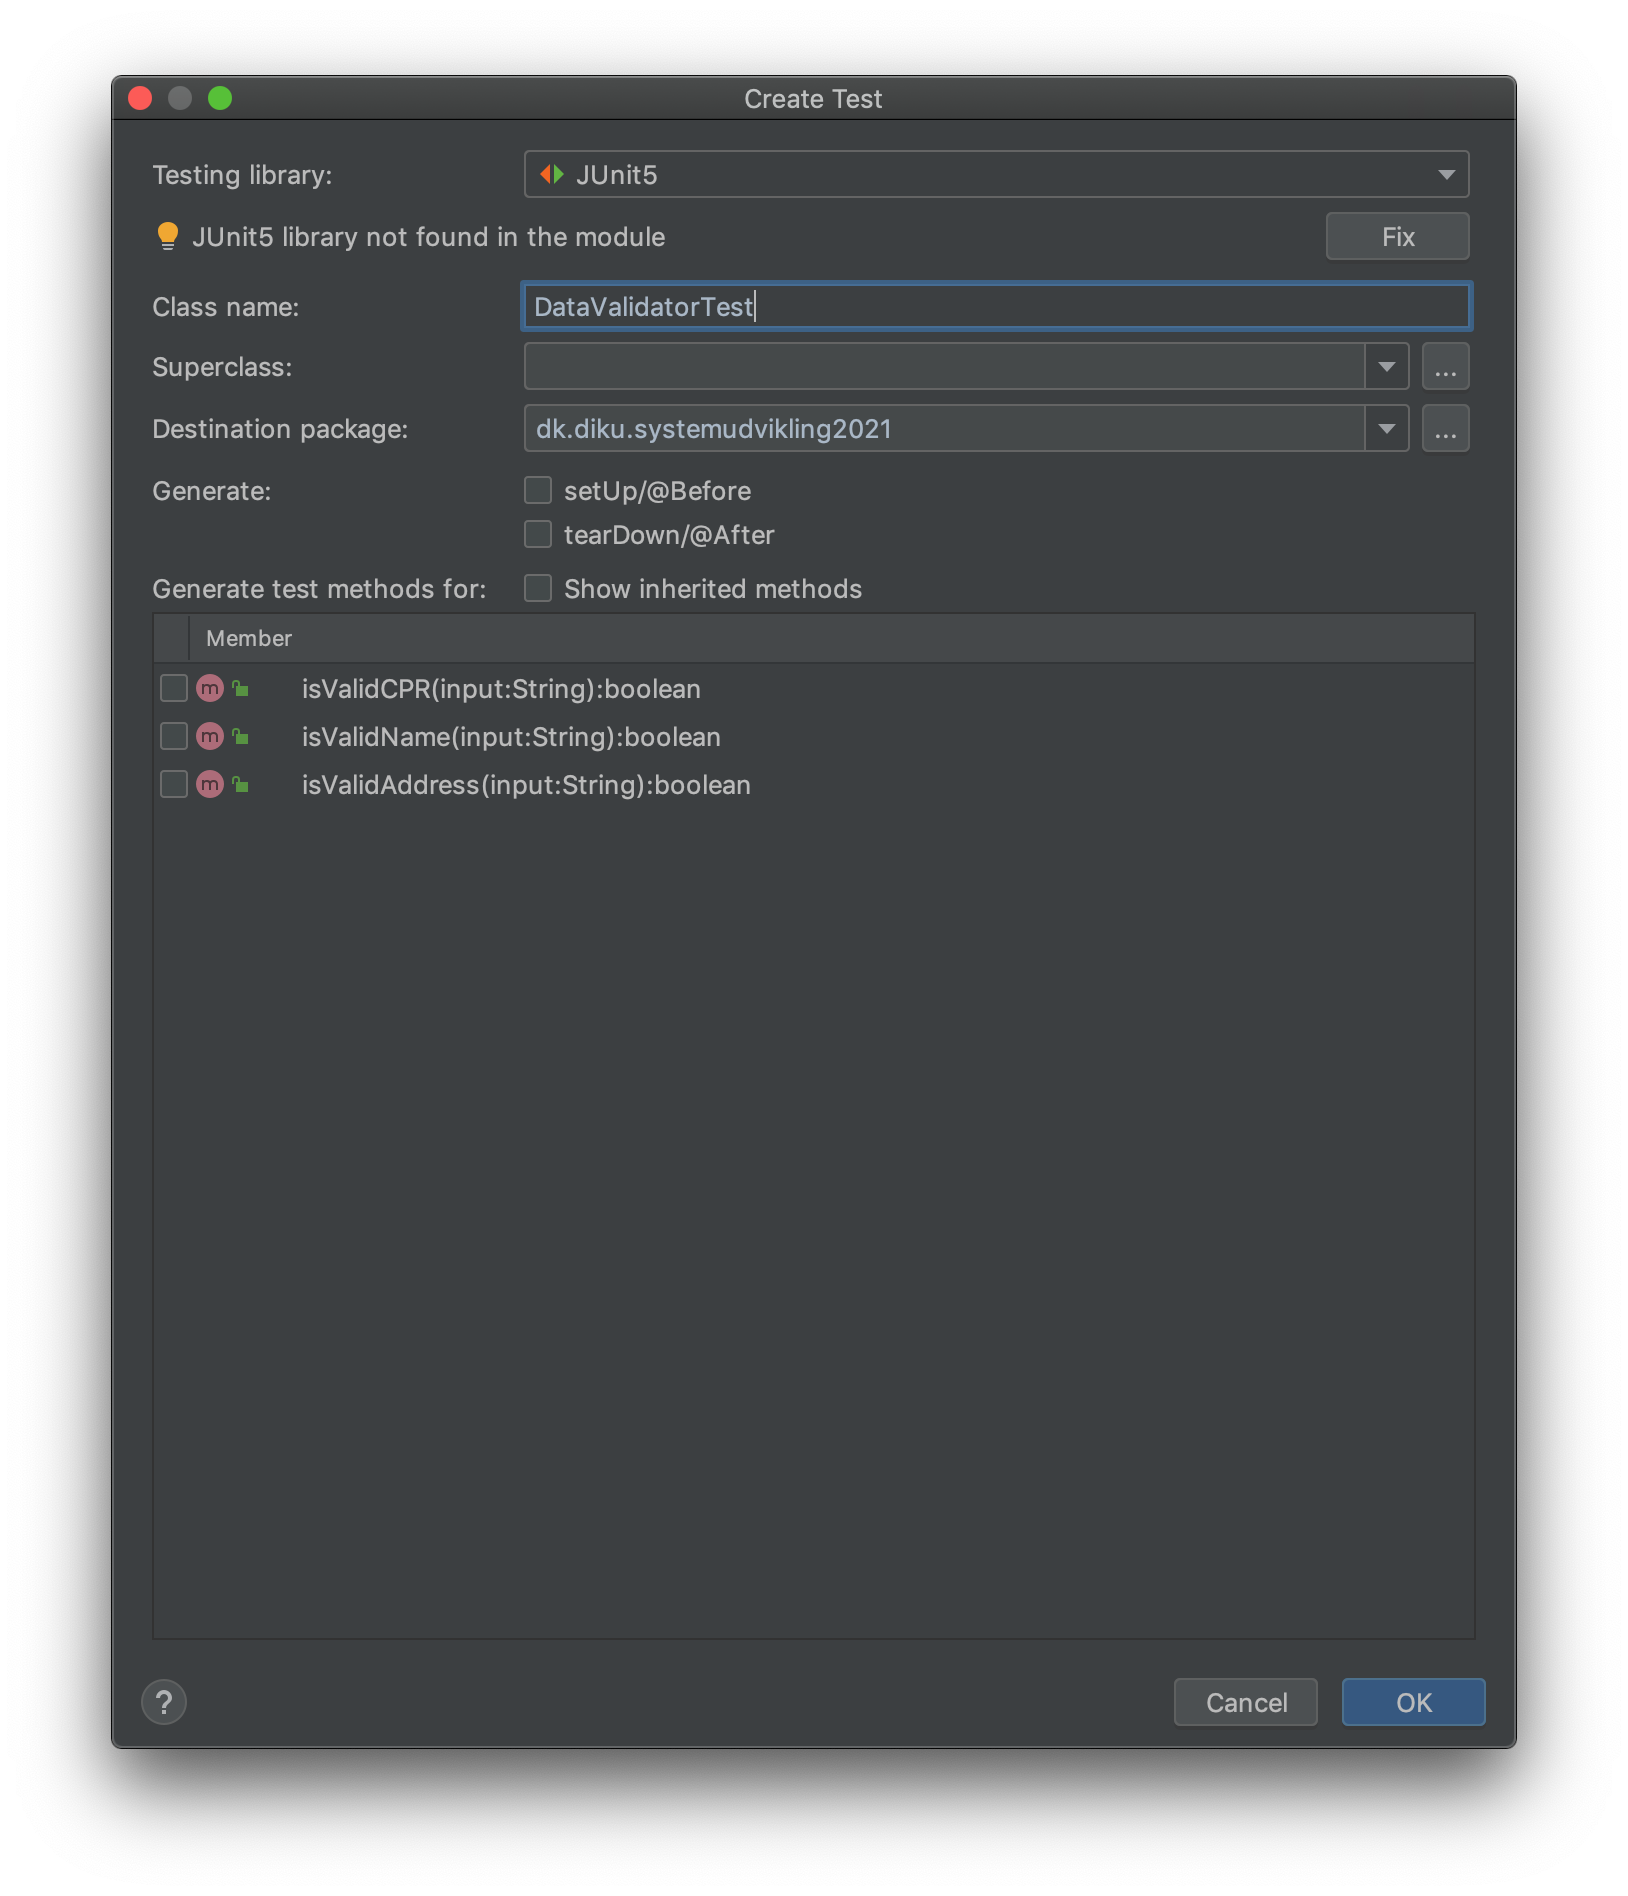 Create Test
Testing library: JUnit5
JUnit5 library not found in the module Fix
Class name: DataValidatorTest
Superclass: ...
Destination package: dk.diku.systemudvikling2021 ...
Generate: setUp/@Before
tearDown/@After
Generate test methods for: Show inherited methods
Member
m isValidCPR(input:String):boolean
m isValidName(input:String):boolean
m isValidAddress(input:String):boolean
? Cancel OK